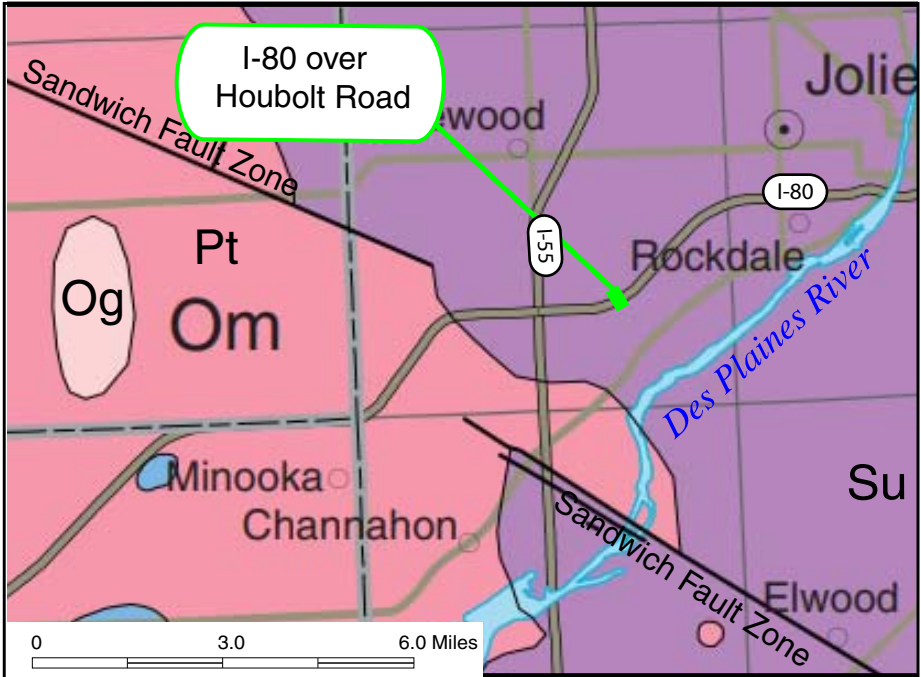 I-80 over
Houbolt Road
Sandwich Fault Zone
ewood
Jolie
I-80
I-55
Rockdale
Pt
Og
Om
Des Plaines River
Minooka
Su
Channahon
Sandwich Fault Zone
Elwood
0 3.0 6.0 Miles